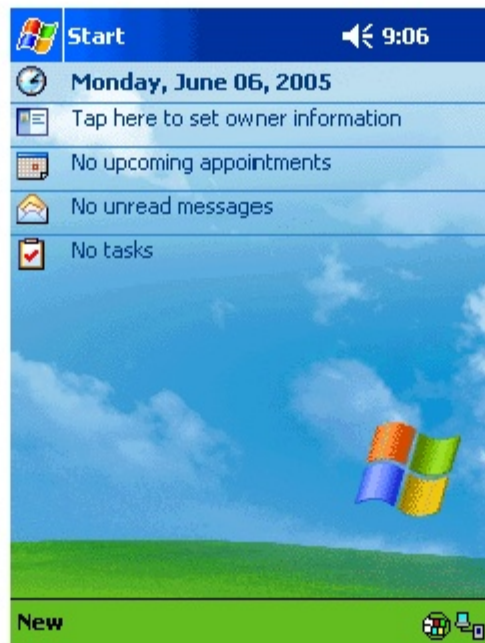 Start 9:06
Monday, June 06, 2005
Tap here to set owner information
No upcoming appointments
No unread messages
No tasks
New